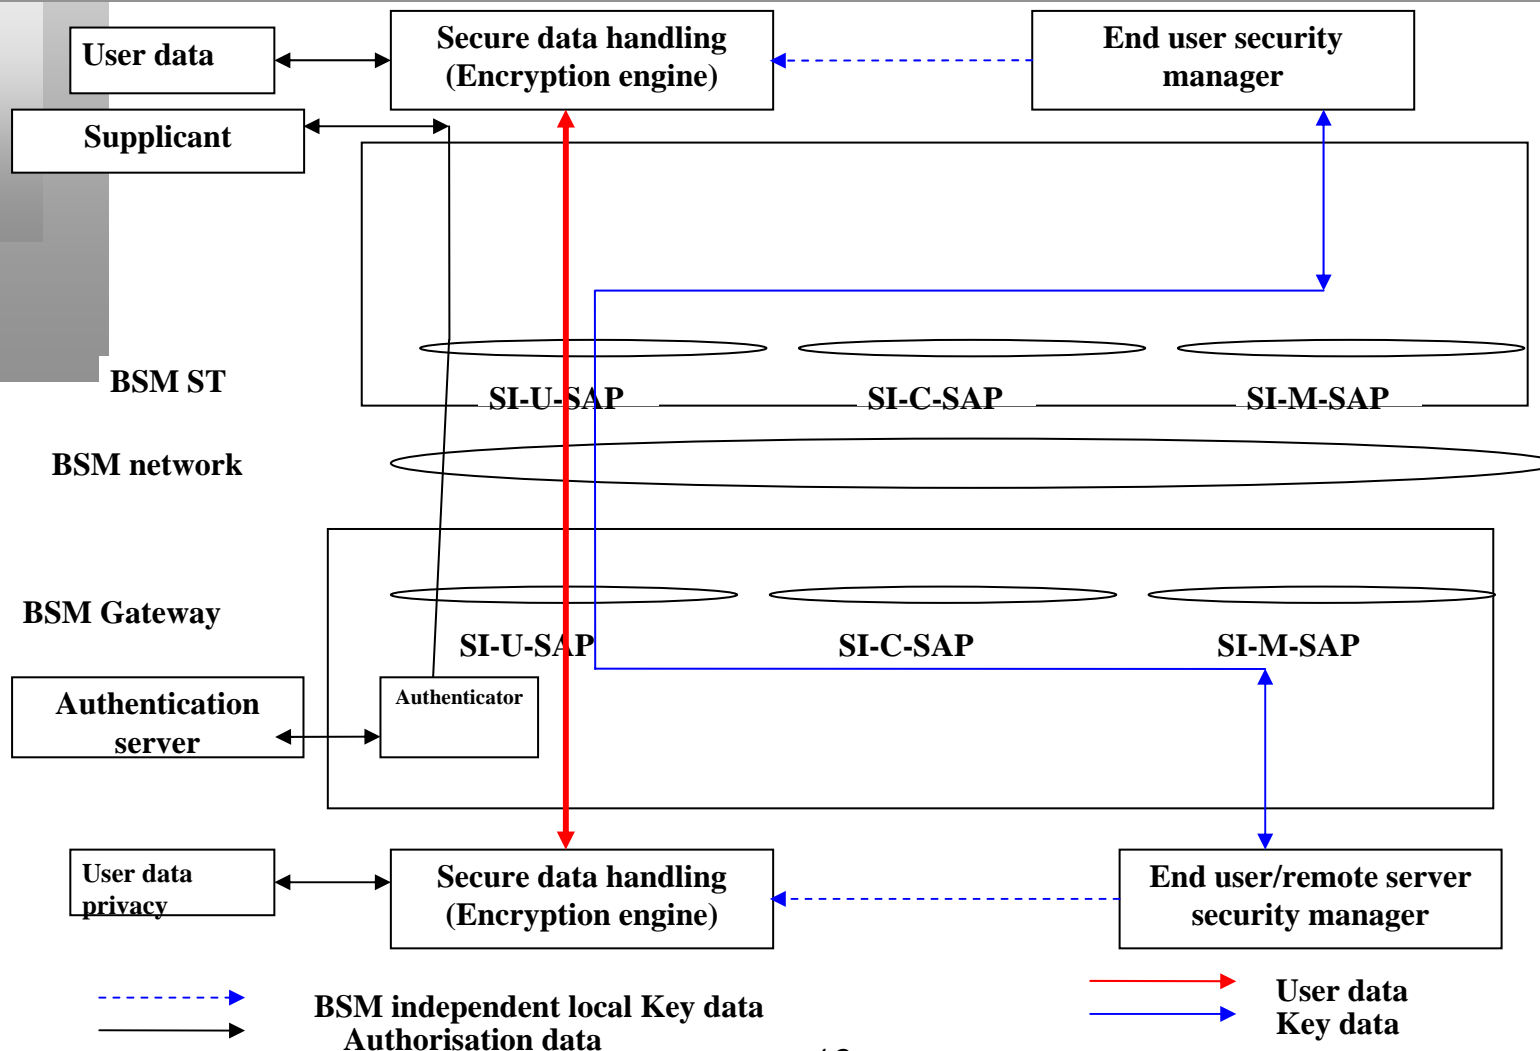 User data
Secure data handling
(Encryption engine)
End user security
manager
Supplicant
BSM ST
SI-U-SAP
SI-C-SAP
SI-M-SAP
BSM network
BSM Gateway
SI-U-SAP
SI-C-SAP
SI-M-SAP
Authentication
server
Authenticator
User data
privacy
Secure data handling
(Encryption engine)
End user/remote server
security manager
BSM independent local Key data
Authorisation data
User data
Key data